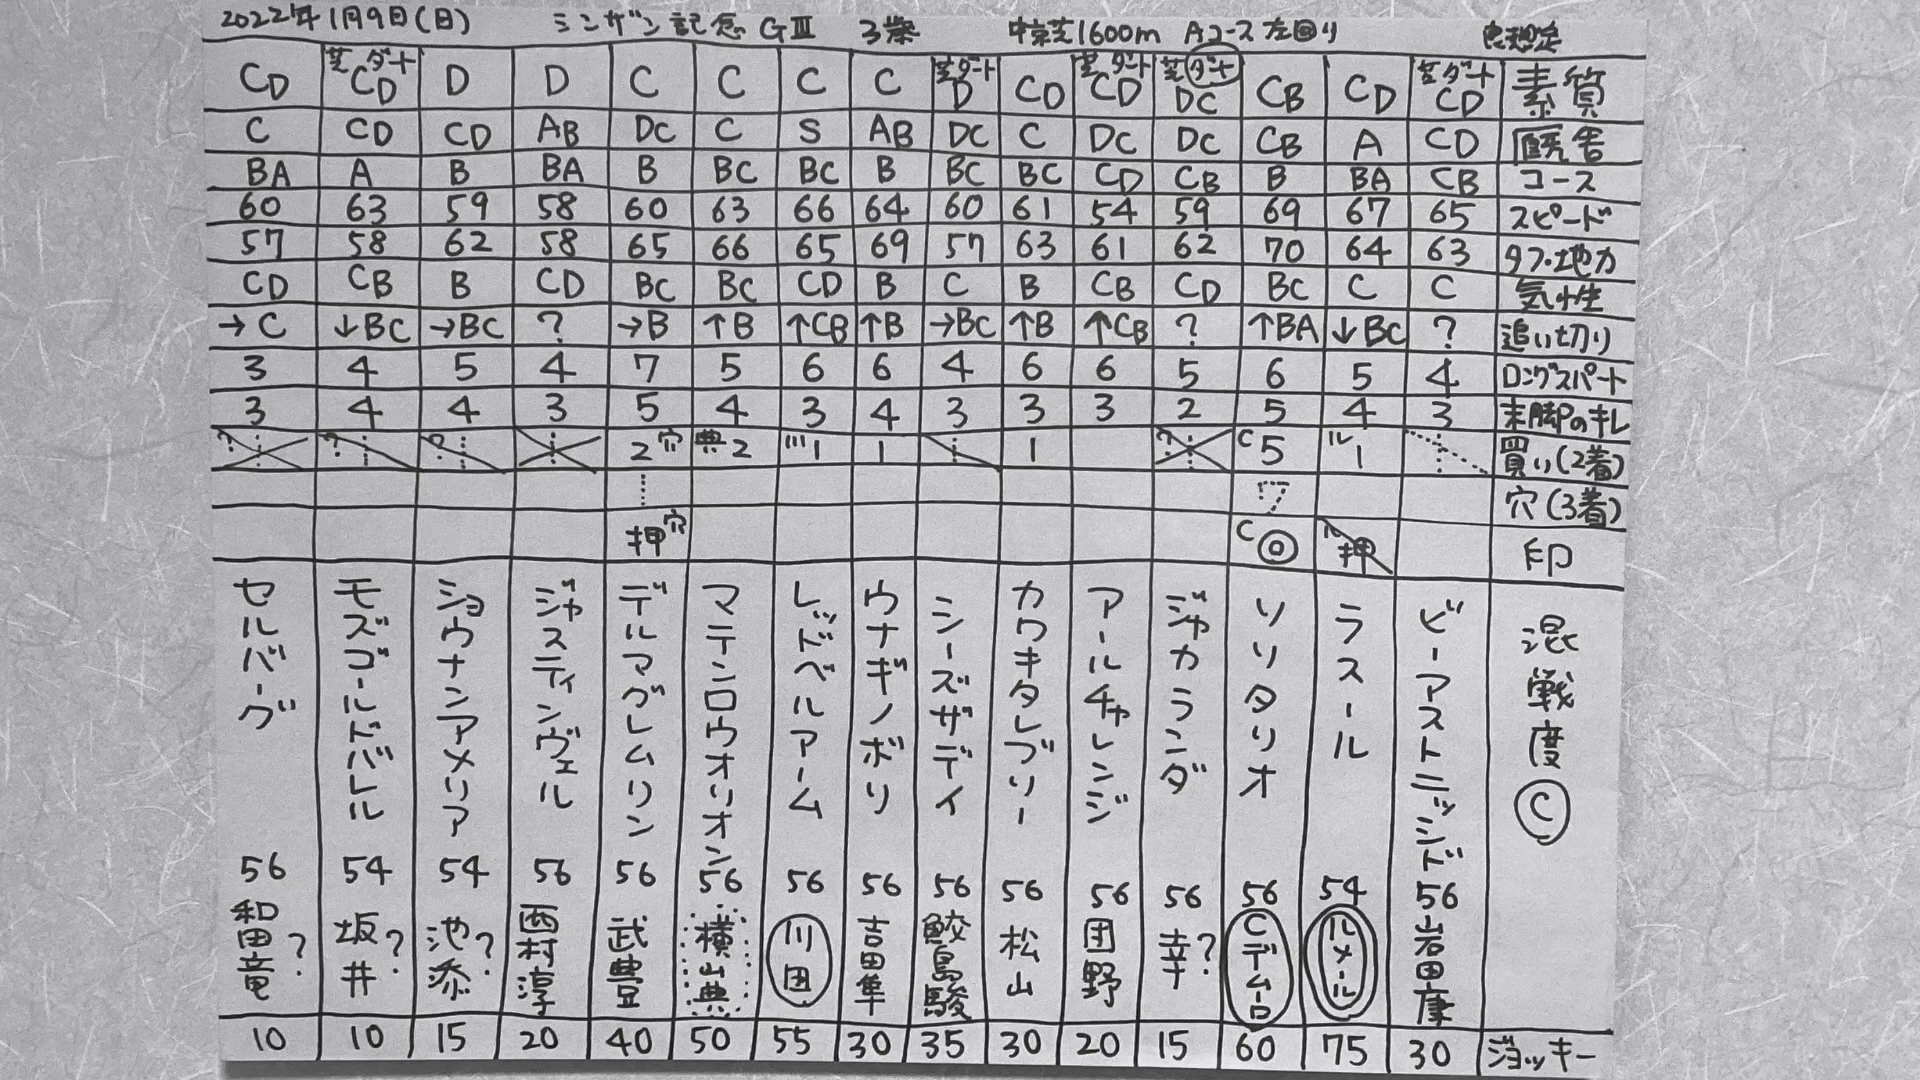 2022年1月9日(日) シンザン記念 GⅢ 3歳 中京芝1600m Aコース 左回り 良想定
CD 芝ダート CD D D C C C C 芝ダート D CD 芝ダート CD 芝ダート DC CB CD 芝ダート CD 素質
C CD CD AB DC C S AB DC C DC DC CB A CD 厩舎
BA A B BA B BC BC B BC BC CD CB B BA CB コース
60 63 59 58 60 63 66 64 60 61 54 59 69 67 65 スピード
57 58 62 58 65 66 65 69 57 63 61 62 70 64 63 タフ・地力
CD CB B CD BC BC CD B C B CB CD BC C C 気性
→C ↓BC →BC ? →B ↑B ↑CB ↑B →BC ↑B ↑CB ? ↑BA ↓BC ? 追い切り
3 4 5 4 7 5 6 6 4 6 6 5 6 5 4 ロングスパート
3 4 4 3 5 4 3 4 3 3 3 2 5 4 3 末脚のキレ
? ? ? 2穴 典2 川1 1 1 ? C5 ル1 買い(2着)
ワ 穴(3着)
押穴 C◎ ル押 印
セルバーグ モズゴールドバレル ショウナンアメリア ジャスティンヴェル デルマグレムリン マテンロウオリオン レッドベルアーム ウナギノボリ シーズザデイ カワキタレブリー アールチャレンジ ジャカランダ ソリタリオ ラスール ビーアストニッシド 混戦度Ⓒ
56 54 54 56 56 56 56 56 56 56 56 56 56 54 56
和田竜? 坂井? 池添? 西村淳 武豊 横山典 川田 吉田隼 鮫島駿 松山 団野 幸? Cデムーロ ルメール 岩田康
10 10 15 20 40 50 55 30 35 30 20 15 60 75 30 ジョッキー